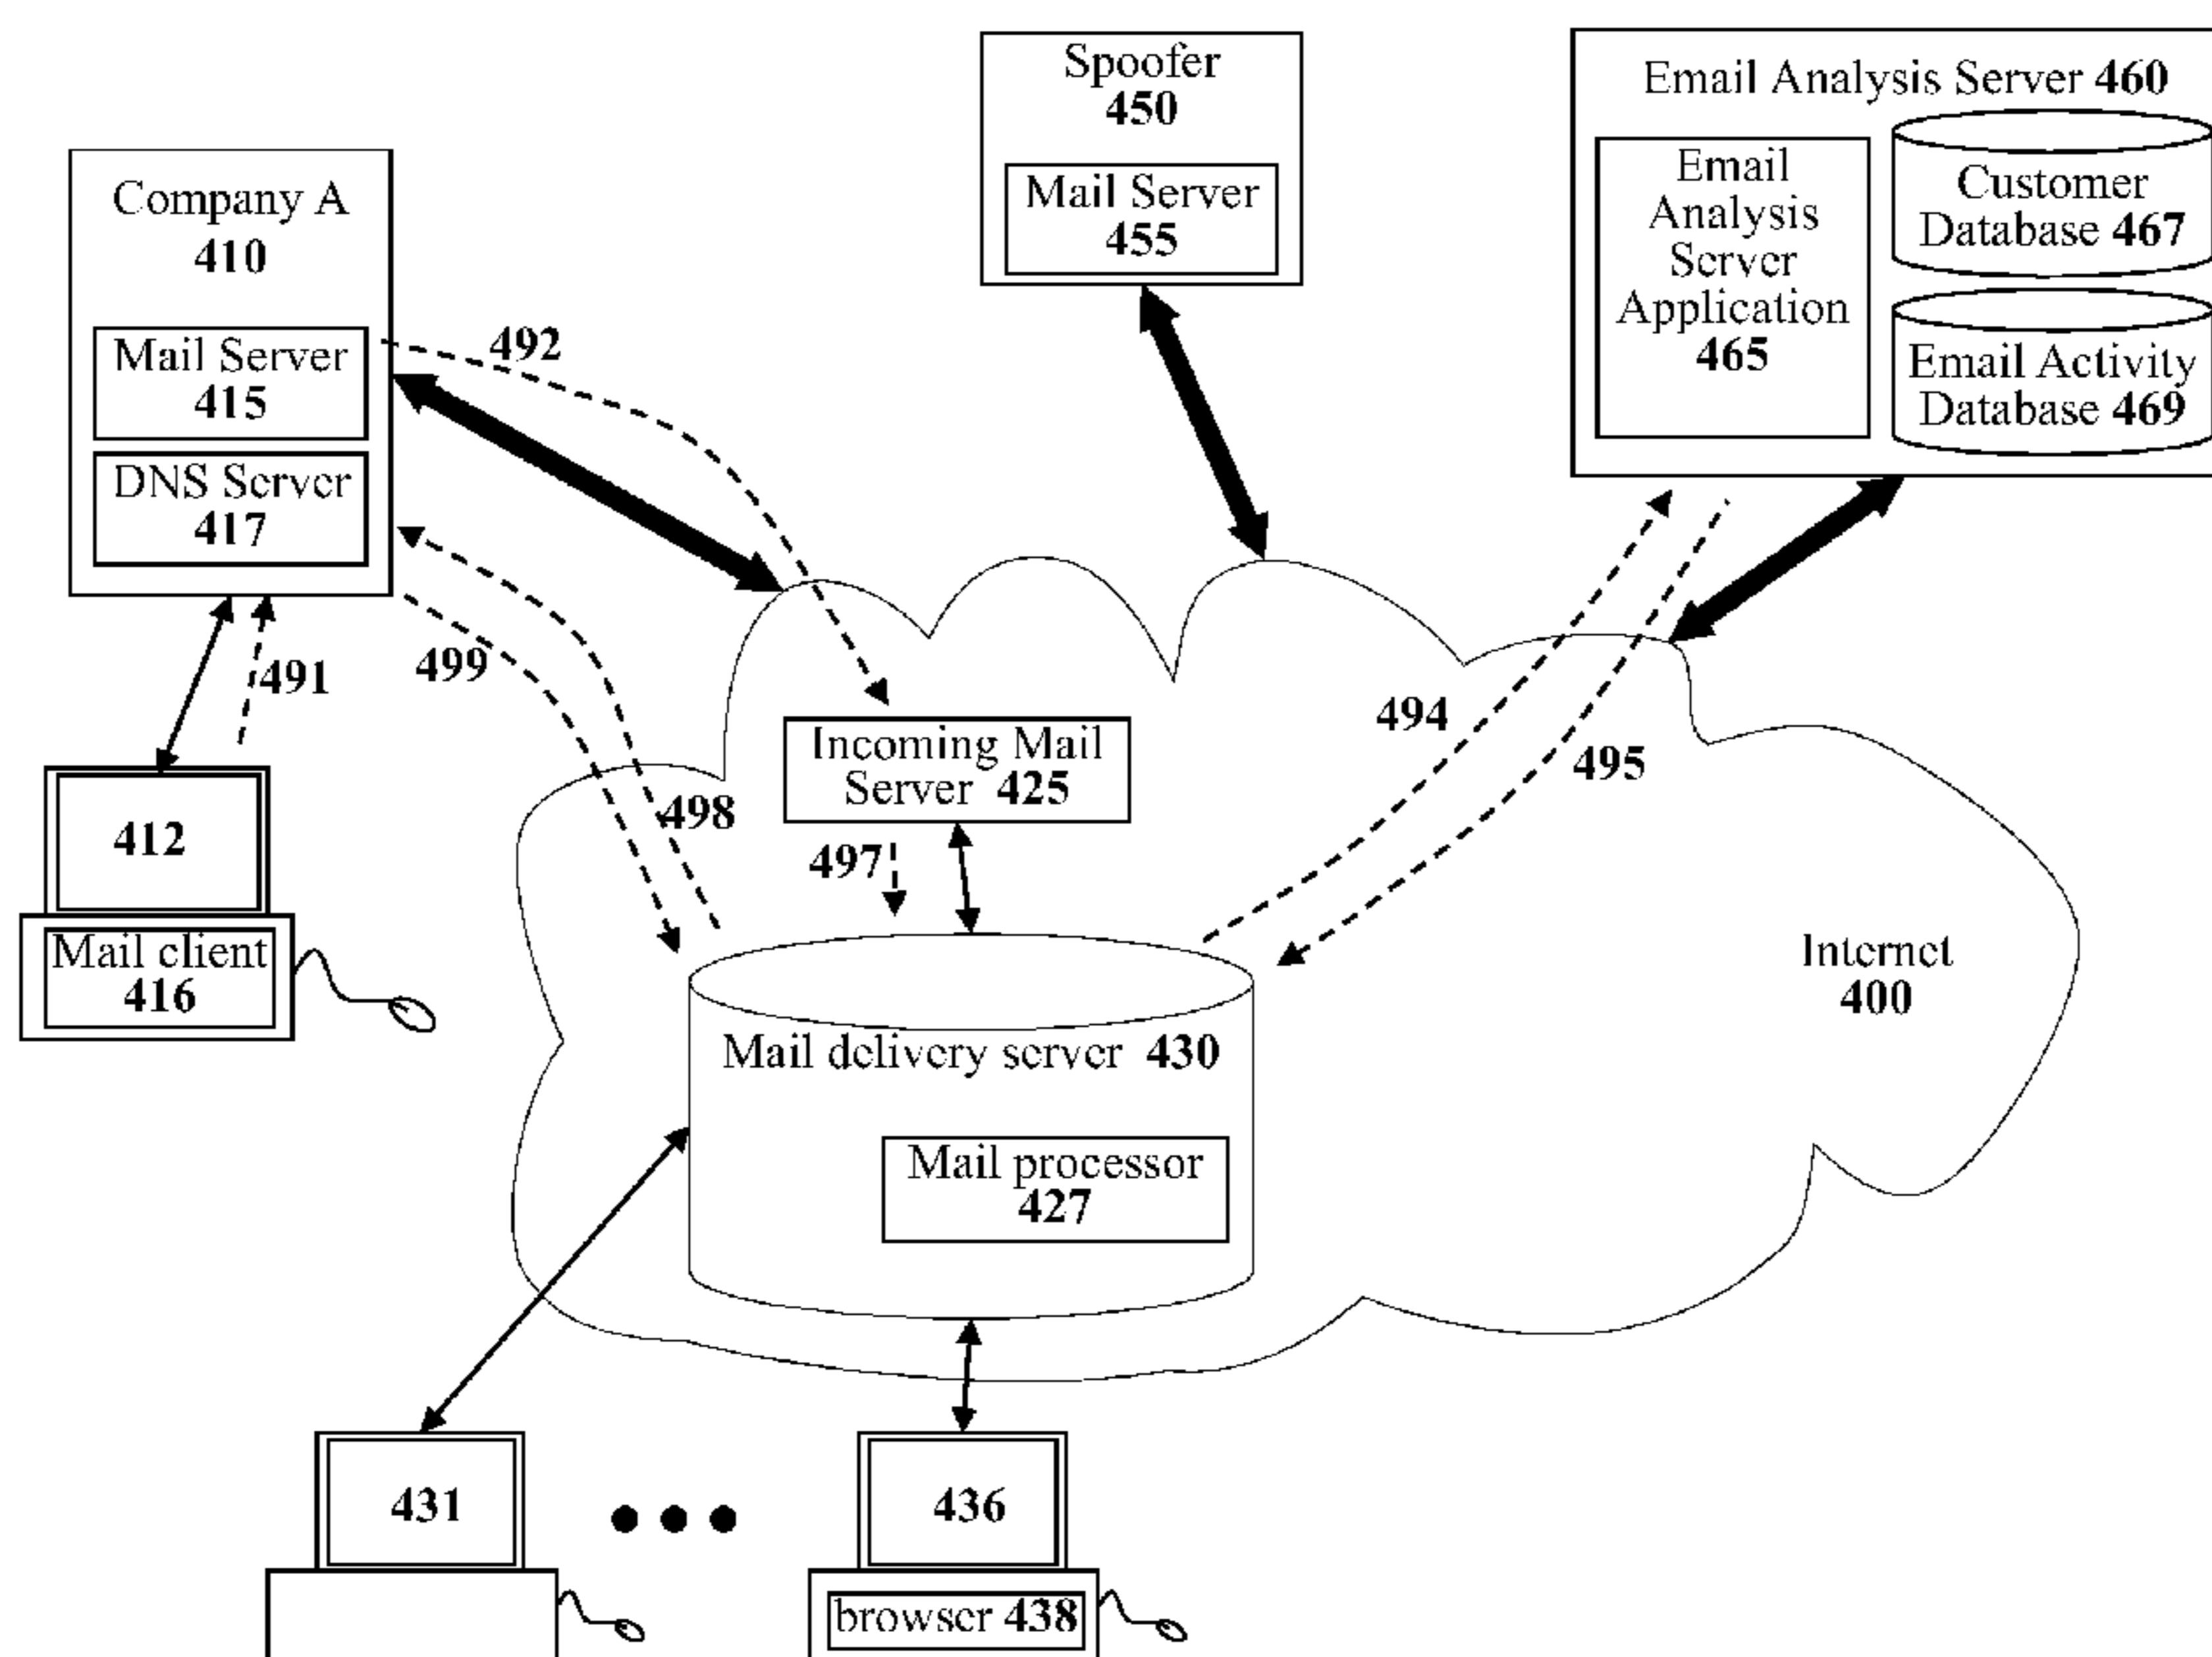 Spoofer
450
Mail Server
455
Email Analysis Server 460
Email
Analysis
Server
Application
465
Customer
Database 467
Email Activity
Database 469
Company A
410
Mail Server
415
DNS Server
417
492
491
499
498
494
495
412
Mail client
416
Incoming Mail
Server 425
497
Internet
400
Mail delivery server 430
Mail processor
427
431
436
browser 438